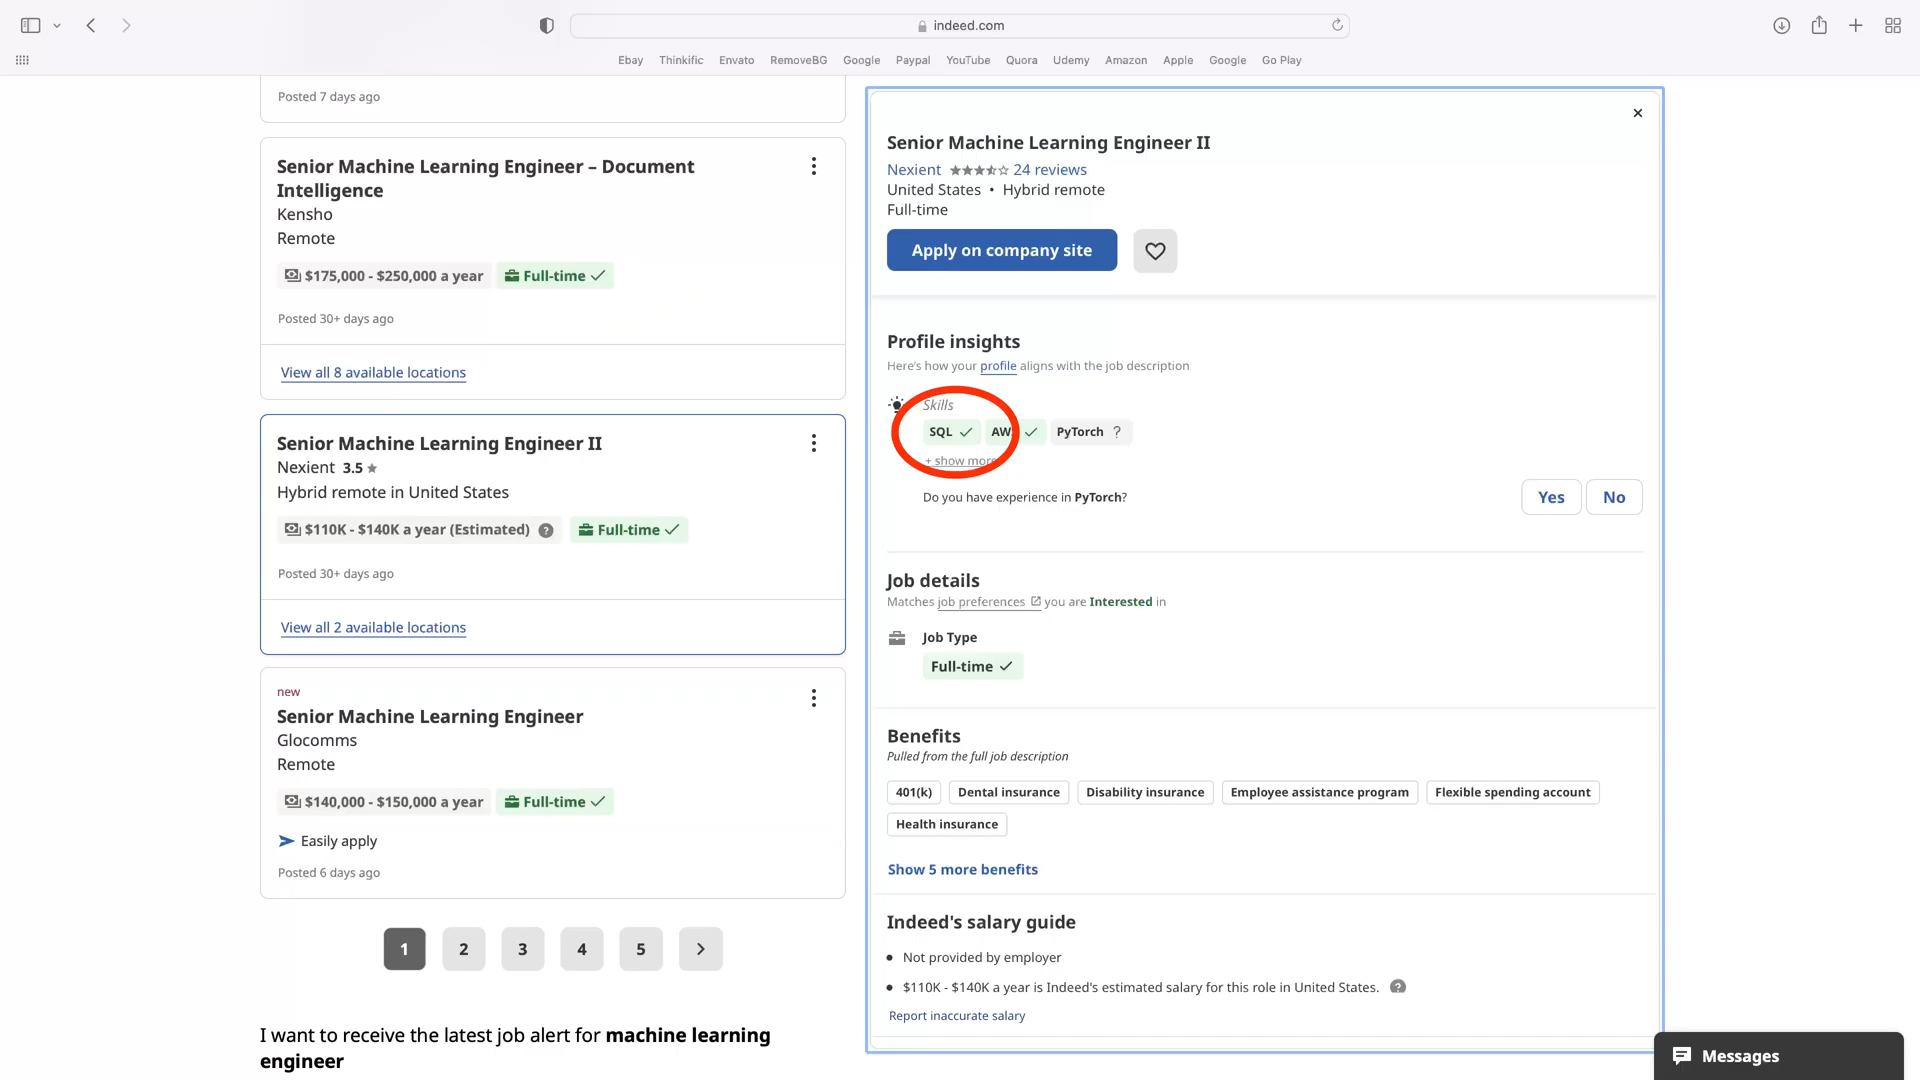 indeed.com
Ebay Thinkific Envato RemoveBG Google Paypal YouTube Quora Udemy Amazon Apple Google Go Play
Posted 7 days ago
Senior Machine Learning Engineer – Document
Intelligence
Kensho
Remote
$175,000 - $250,000 a year Full-time
Posted 30+ days ago
View all 8 available locations
Senior Machine Learning Engineer II
Nexient 3.5
Hybrid remote in United States
$110K - $140K a year (Estimated) ? Full-time
Posted 30+ days ago
View all 2 available locations
new
Senior Machine Learning Engineer
Glocomms
Remote
$140,000 - $150,000 a year Full-time
Easily apply
Posted 6 days ago
1 2 3 4 5
I want to receive the latest job alert for machine learning
engineer
Senior Machine Learning Engineer II
Nexient 24 reviews
United States • Hybrid remote
Full-time
Apply on company site
Profile insights
Here's how your profile aligns with the job description
Skills
SQL PyTorch ?
+ show more
Do you have experience in PyTorch?
Yes No
Job details
Matches job preferences you are Interested in
Job Type
Full-time
Benefits
Pulled from the full job description
401(k) Dental insurance Disability insurance Employee assistance program Flexible spending account
Health insurance
Show 5 more benefits
Indeed's salary guide
• Not provided by employer
• $110K - $140K a year is Indeed's estimated salary for this role in United States. ?
Report inaccurate salary
Messages